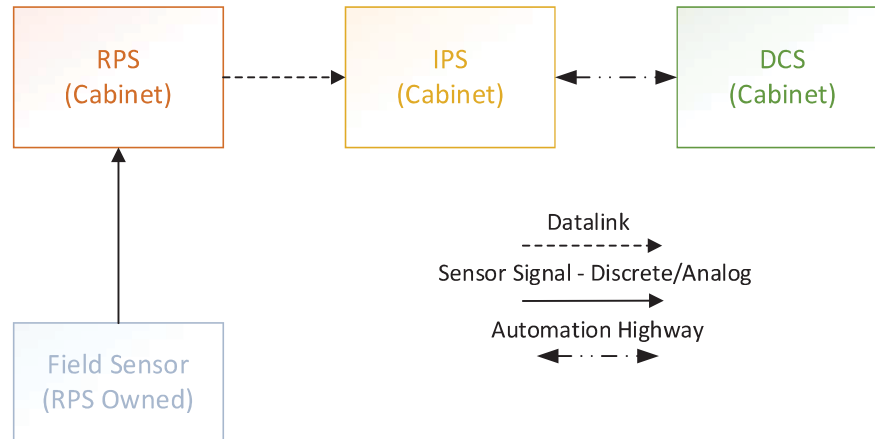 RPS
(Cabinet)
IPS
(Cabinet)
DCS
(Cabinet)
Datalink
Sensor Signal - Discrete/Analog
Automation Highway
Field Sensor
(RPS Owned)